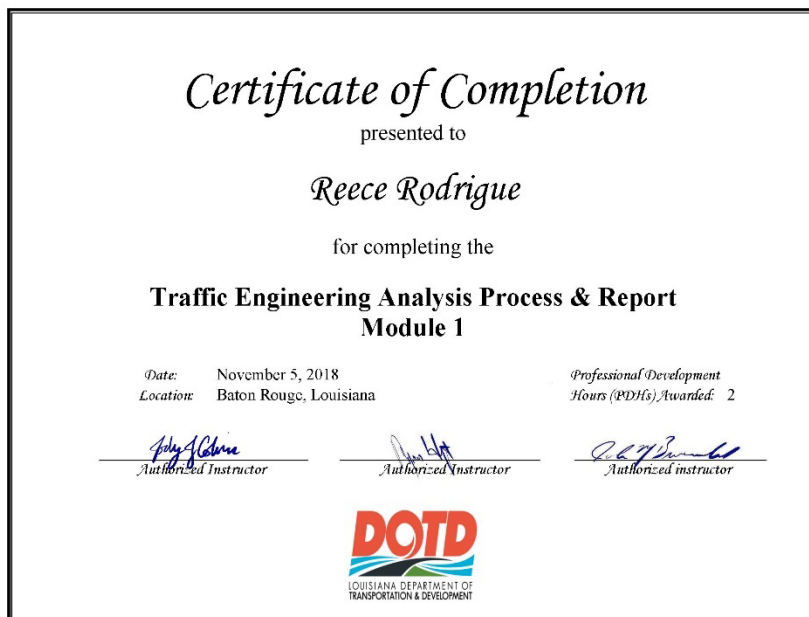 Certificate of Completion
presented to
Reece Rodrigue
for completing the
Traffic Engineering Analysis Process & Report
Module 1
Date: November 5, 2018
Location: Baton Rouge, Louisiana
Professional Development
Hours (PDHs) Awarded: 2
Authorized Instructor
Authorized Instructor
Authorized instructor
DOTD
LOUISIANA DEPARTMENT OF
TRANSPORTATION & DEVELOPMENT